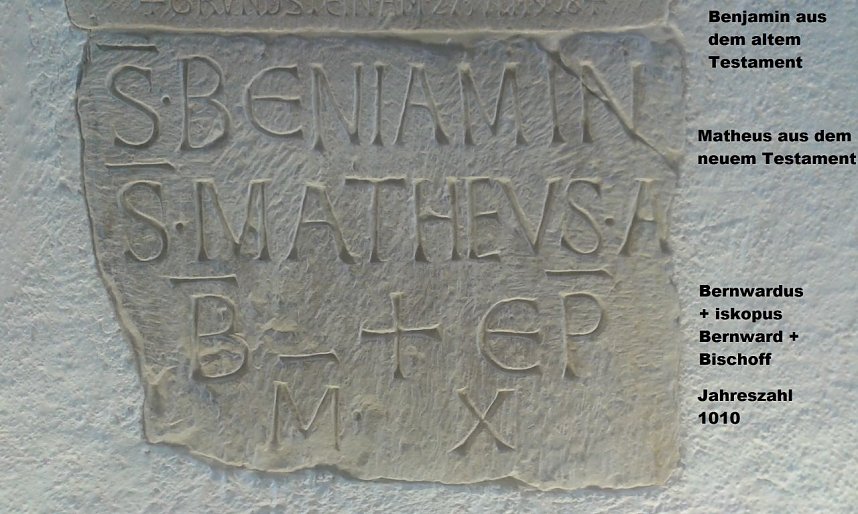 S·BENIAMIN
S·MATHEVS·A
B + EP
M X
Benjamin aus
dem altem
Testament
Matheus aus dem
neuem Testament
Bernwardus
+ iskopus
Bernward +
Bischoff
Jahreszahl
1010